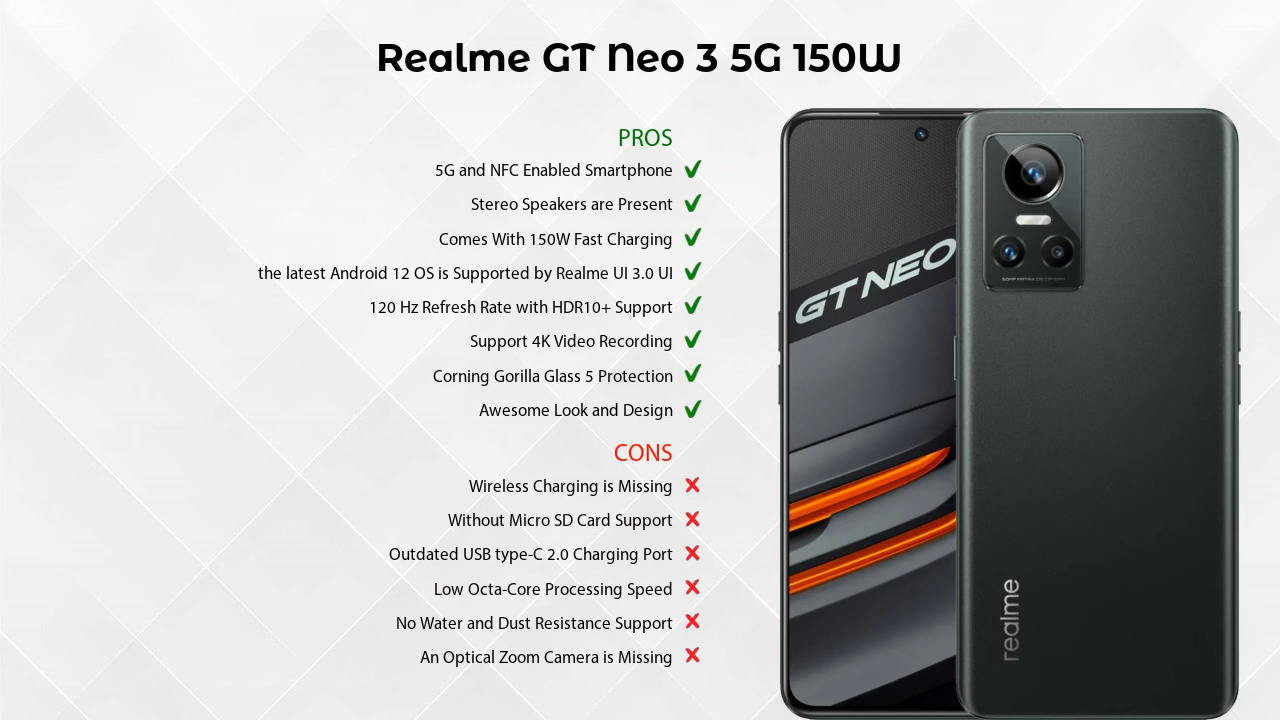 Realme GT Neo 3 5G 150W
PROS
5G and NFC Enabled Smartphone
Stereo Speakers are Present
Comes With 150W Fast Charging
the latest Android 12 OS is Supported by Realme UI 3.0 UI
120 Hz Refresh Rate with HDR10+ Support
Support 4K Video Recording
Corning Gorilla Glass 5 Protection
Awesome Look and Design
CONS
Wireless Charging is Missing
Without Micro SD Card Support
Outdated USB type-C 2.0 Charging Port
Low Octa-Core Processing Speed
No Water and Dust Resistance Support
An Optical Zoom Camera is Missing
GT NEO
50MP MATRIX CAMERA
realme